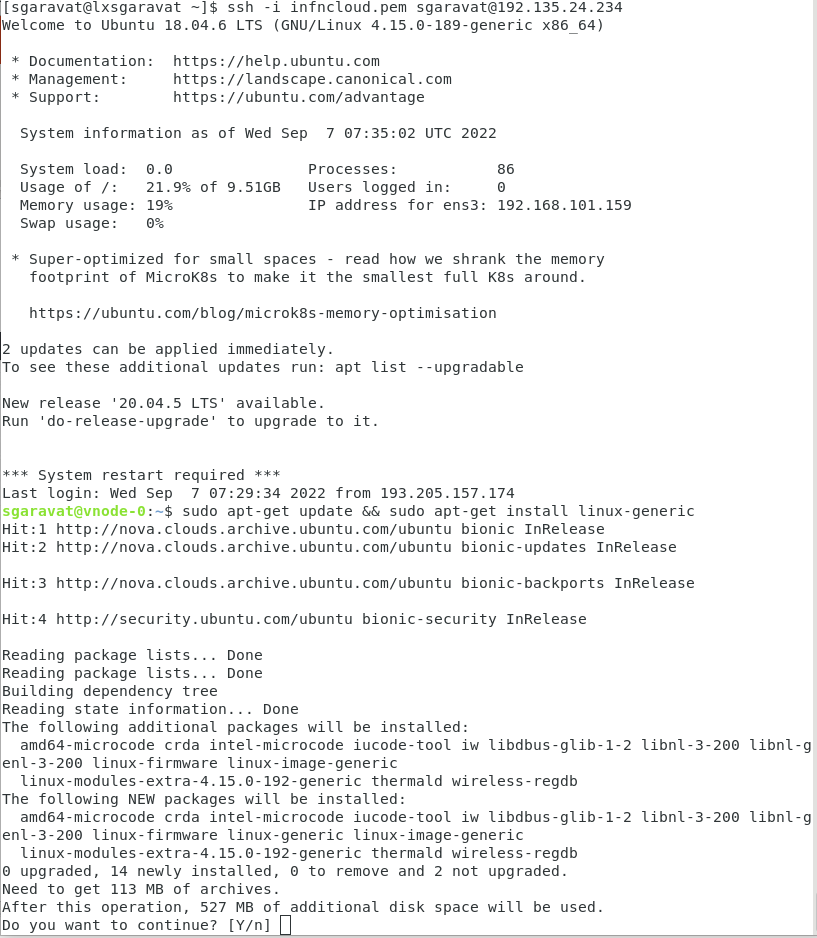 [sgaravat@lxsgaravat ~]$ ssh -i infncloud.pem sgaravat@192.135.24.234
Welcome to Ubuntu 18.04.6 LTS (GNU/Linux 4.15.0-189-generic x86_64)
* Documentation:  https://help.ubuntu.com
* Management:     https://landscape.canonical.com
* Support:        https://ubuntu.com/advantage
System information as of Wed Sep  7 07:35:02 UTC 2022
System load:  0.0               Processes:           86
Usage of /:   21.9% of 9.51GB   Users logged in:     0
Memory usage: 19%               IP address for ens3: 192.168.101.159
Swap usage:   0%
* Super-optimized for small spaces - read how we shrank the memory
footprint of MicroK8s to make it the smallest full K8s around.
https://ubuntu.com/blog/microk8s-memory-optimisation
2 updates can be applied immediately.
To see these additional updates run: apt list --upgradable
New release '20.04.5 LTS' available.
Run 'do-release-upgrade' to upgrade to it.
*** System restart required ***
Last login: Wed Sep  7 07:29:34 2022 from 193.205.157.174
sgaravat@vnode-0:~$ sudo apt-get update && sudo apt-get install linux-generic
Hit:1 http://nova.clouds.archive.ubuntu.com/ubuntu bionic InRelease
Hit:2 http://nova.clouds.archive.ubuntu.com/ubuntu bionic-updates InRelease
Hit:3 http://nova.clouds.archive.ubuntu.com/ubuntu bionic-backports InRelease
Hit:4 http://security.ubuntu.com/ubuntu bionic-security InRelease
Reading package lists... Done
Reading package lists... Done
Building dependency tree
Reading state information... Done
The following additional packages will be installed:
amd64-microcode crda intel-microcode iucode-tool iw libdbus-glib-1-2 libnl-3-200 libnl-g
enl-3-200 linux-firmware linux-image-generic
linux-modules-extra-4.15.0-192-generic thermald wireless-regdb
The following NEW packages will be installed:
amd64-microcode crda intel-microcode iucode-tool iw libdbus-glib-1-2 libnl-3-200 libnl-g
enl-3-200 linux-firmware linux-generic linux-image-generic
linux-modules-extra-4.15.0-192-generic thermald wireless-regdb
0 upgraded, 14 newly installed, 0 to remove and 2 not upgraded.
Need to get 113 MB of archives.
After this operation, 527 MB of additional disk space will be used.
Do you want to continue? [Y/n]